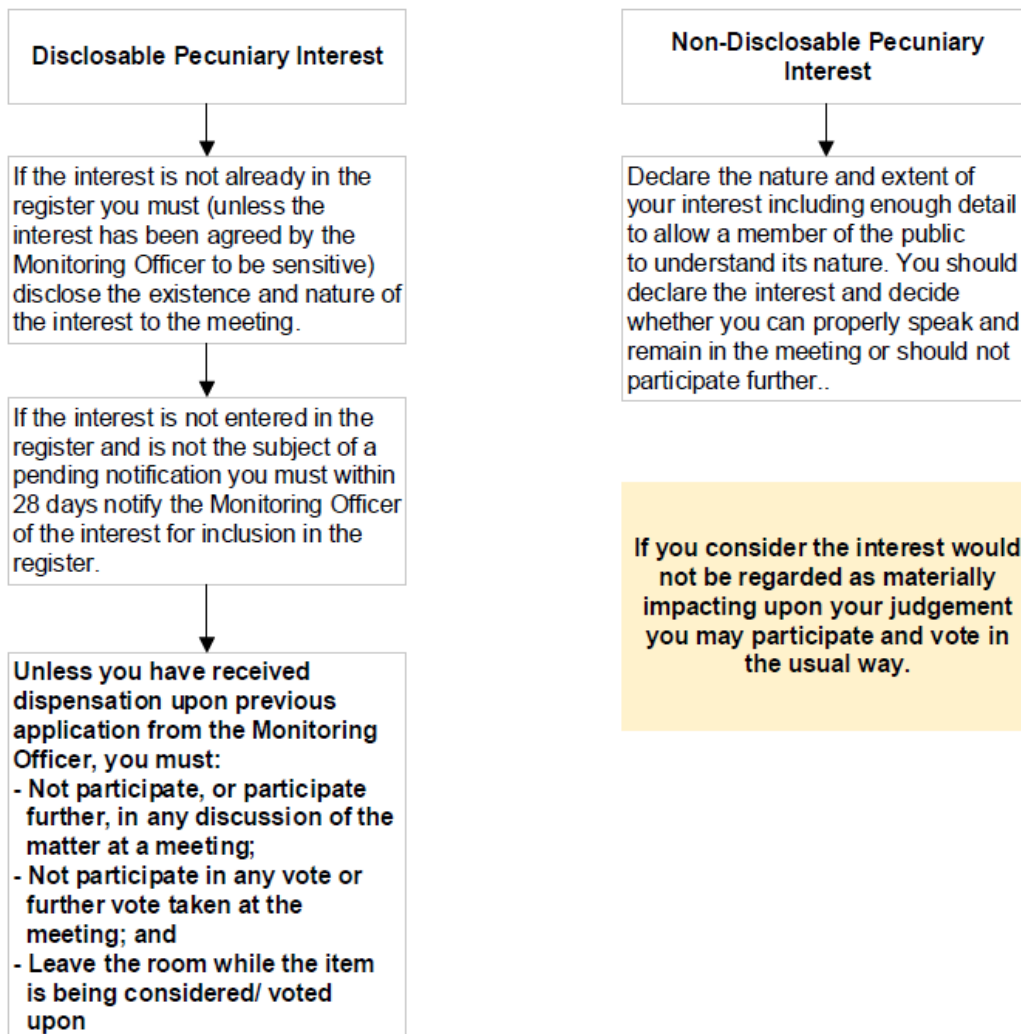 Disclosable Pecuniary Interest
If the interest is not already in the
register you must (unless the
interest has been agreed by the
Monitoring Officer to be sensitive)
disclose the existence and nature of
the interest to the meeting.
If the interest is not entered in the
register and is not the subject of a
pending notification you must within
28 days notify the Monitoring Officer
of the interest for inclusion in the
register.
Unless you have received
dispensation upon previous
application from the Monitoring
Officer, you must:
- Not participate, or participate
further, in any discussion of the
matter at a meeting;
- Not participate in any vote or
further vote taken at the
meeting; and
- Leave the room while the item
is being considered/ voted
upon
Non-Disclosable Pecuniary
Interest
Declare the nature and extent of
your interest including enough detail
to allow a member of the public
to understand its nature. You should
declare the interest and decide
whether you can properly speak and
remain in the meeting or should not
participate further..
If you consider the interest would
not be regarded as materially
impacting upon your judgement
you may participate and vote in
the usual way.